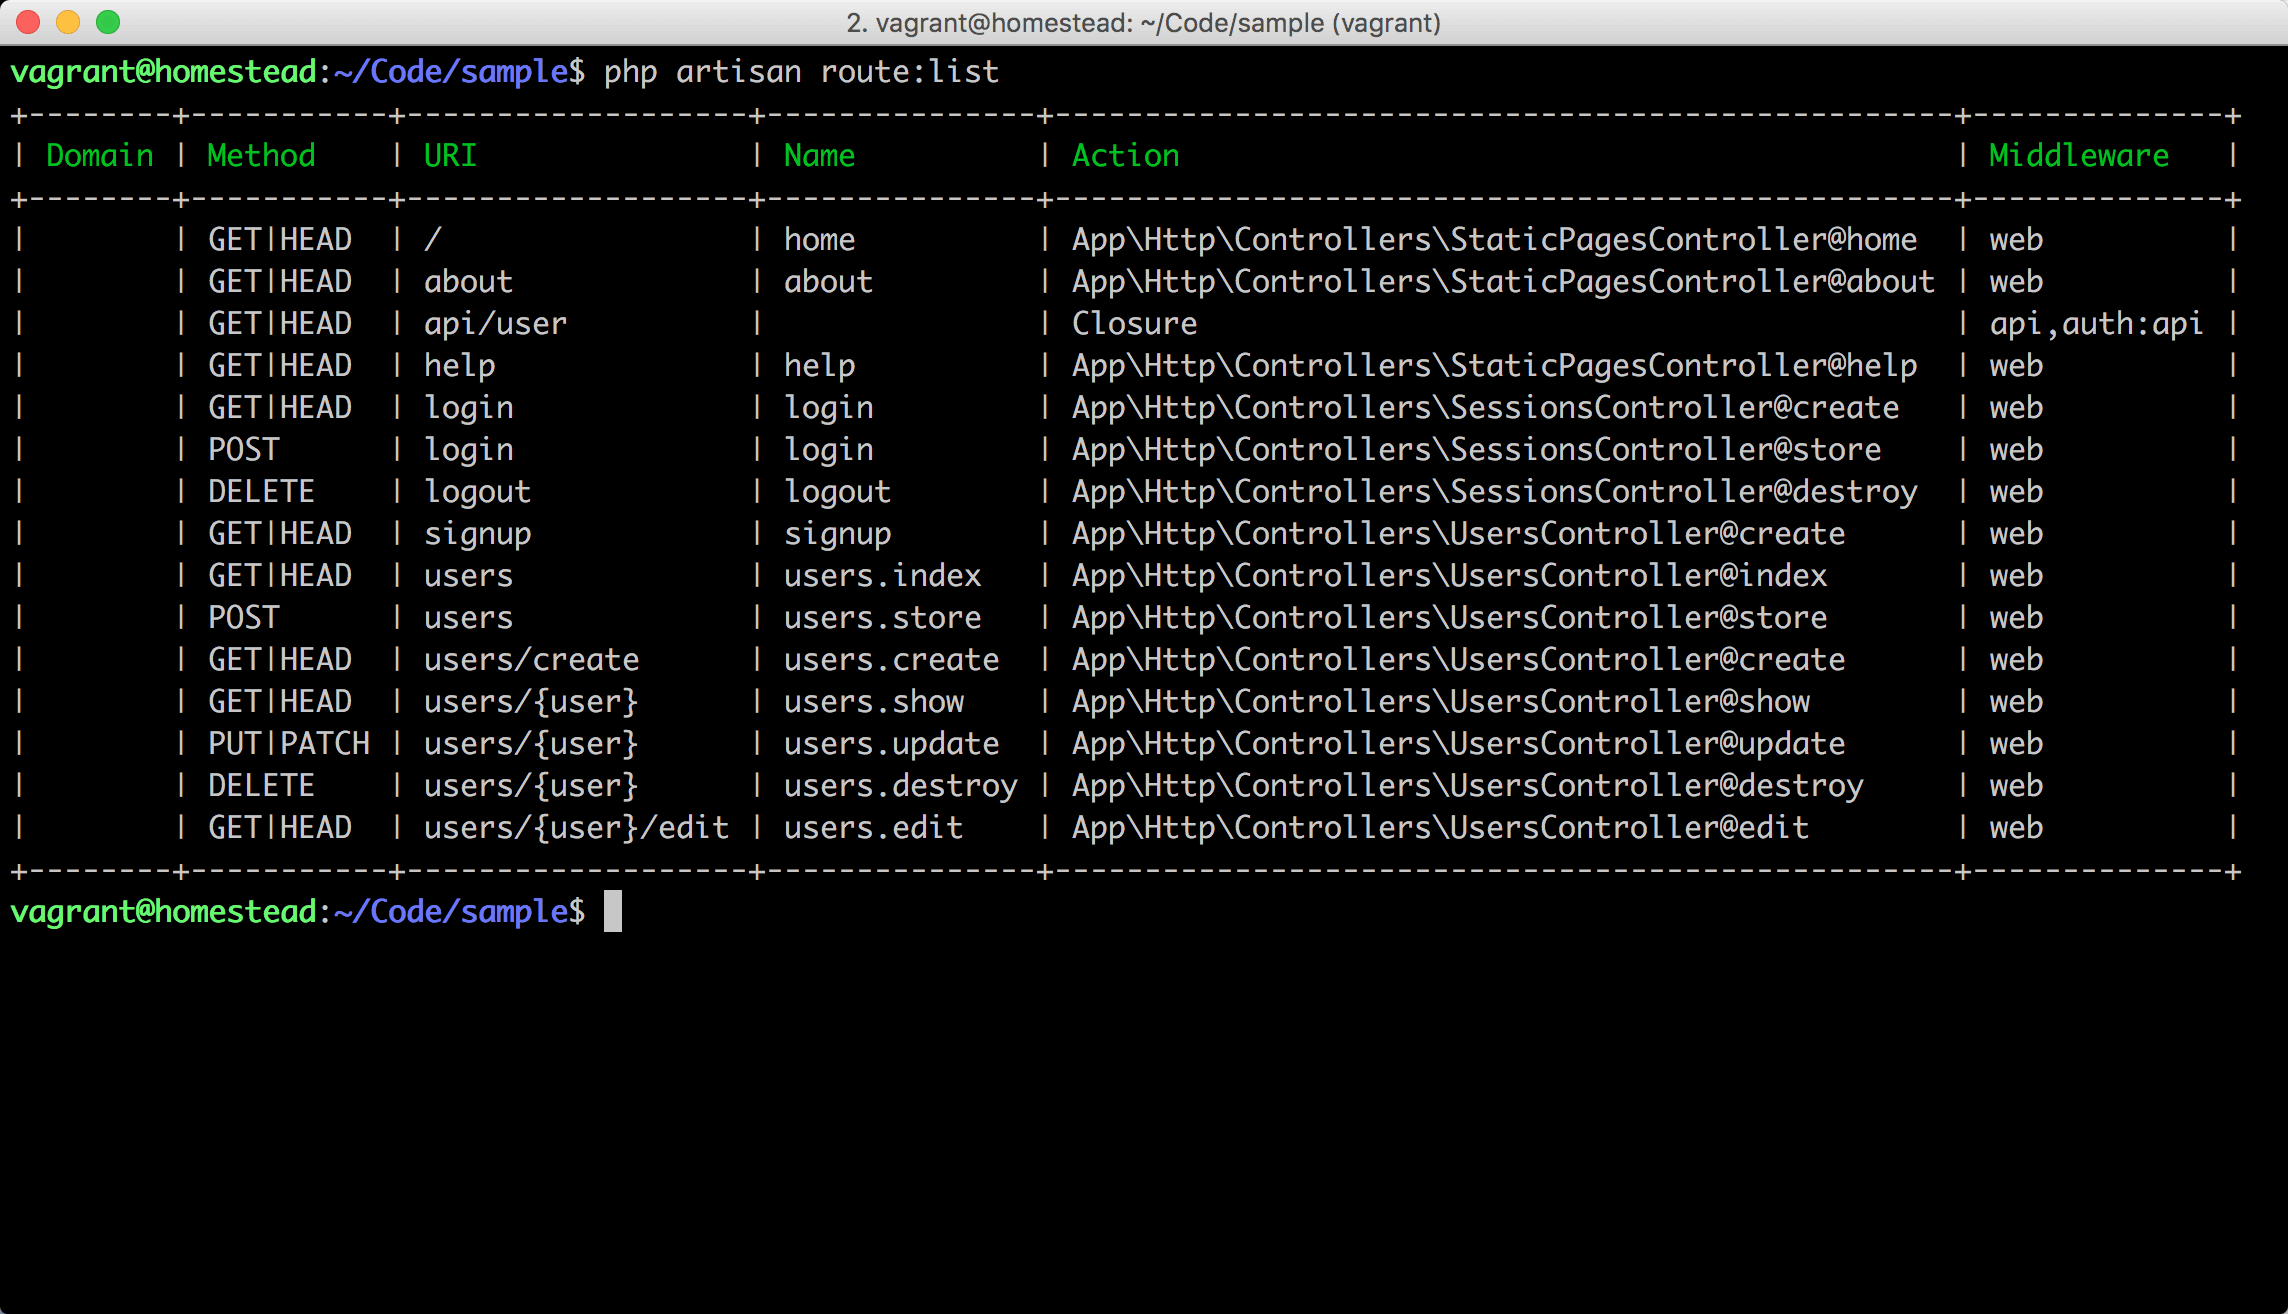 2. vagrant@homestead: ~/Code/sample (vagrant)
vagrant@homestead:~/Code/sample$ php artisan route:list
+--------+-----------+------------------+---------------+--------------------------------------------------+--------------+
| Domain | Method    | URI              | Name          | Action                                           | Middleware   |
+--------+-----------+------------------+---------------+--------------------------------------------------+--------------+
|        | GET|HEAD  | /                | home          | App\Http\Controllers\StaticPagesController@home  | web          |
|        | GET|HEAD  | about            | about         | App\Http\Controllers\StaticPagesController@about | web          |
|        | GET|HEAD  | api/user         |               | Closure                                          | api,auth:api |
|        | GET|HEAD  | help             | help          | App\Http\Controllers\StaticPagesController@help  | web          |
|        | GET|HEAD  | login            | login         | App\Http\Controllers\SessionsController@create   | web          |
|        | POST      | login            | login         | App\Http\Controllers\SessionsController@store    | web          |
|        | DELETE    | logout           | logout        | App\Http\Controllers\SessionsController@destroy  | web          |
|        | GET|HEAD  | signup           | signup        | App\Http\Controllers\UsersController@create      | web          |
|        | GET|HEAD  | users            | users.index   | App\Http\Controllers\UsersController@index       | web          |
|        | POST      | users            | users.store   | App\Http\Controllers\UsersController@store       | web          |
|        | GET|HEAD  | users/create     | users.create  | App\Http\Controllers\UsersController@create      | web          |
|        | GET|HEAD  | users/{user}     | users.show    | App\Http\Controllers\UsersController@show        | web          |
|        | PUT|PATCH | users/{user}     | users.update  | App\Http\Controllers\UsersController@update      | web          |
|        | DELETE    | users/{user}     | users.destroy | App\Http\Controllers\UsersController@destroy     | web          |
|        | GET|HEAD  | users/{user}/edit | users.edit    | App\Http\Controllers\UsersController@edit        | web          |
+--------+-----------+------------------+---------------+--------------------------------------------------+--------------+
vagrant@homestead:~/Code/sample$